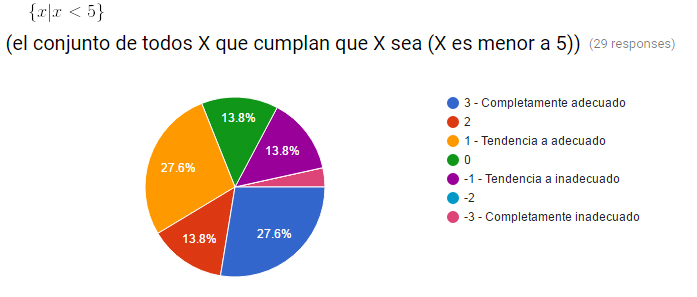 {x|x < 5}
(el conjunto de todos X que cumplan que X sea (X es menor a 5)) (29 responses)
13.8%
13.8%
27.6%
13.8%
27.6%
3 - Completamente adecuado
2
1 - Tendencia a adecuado
0
-1 - Tendencia a inadecuado
-2
-3 - Completamente inadecuado